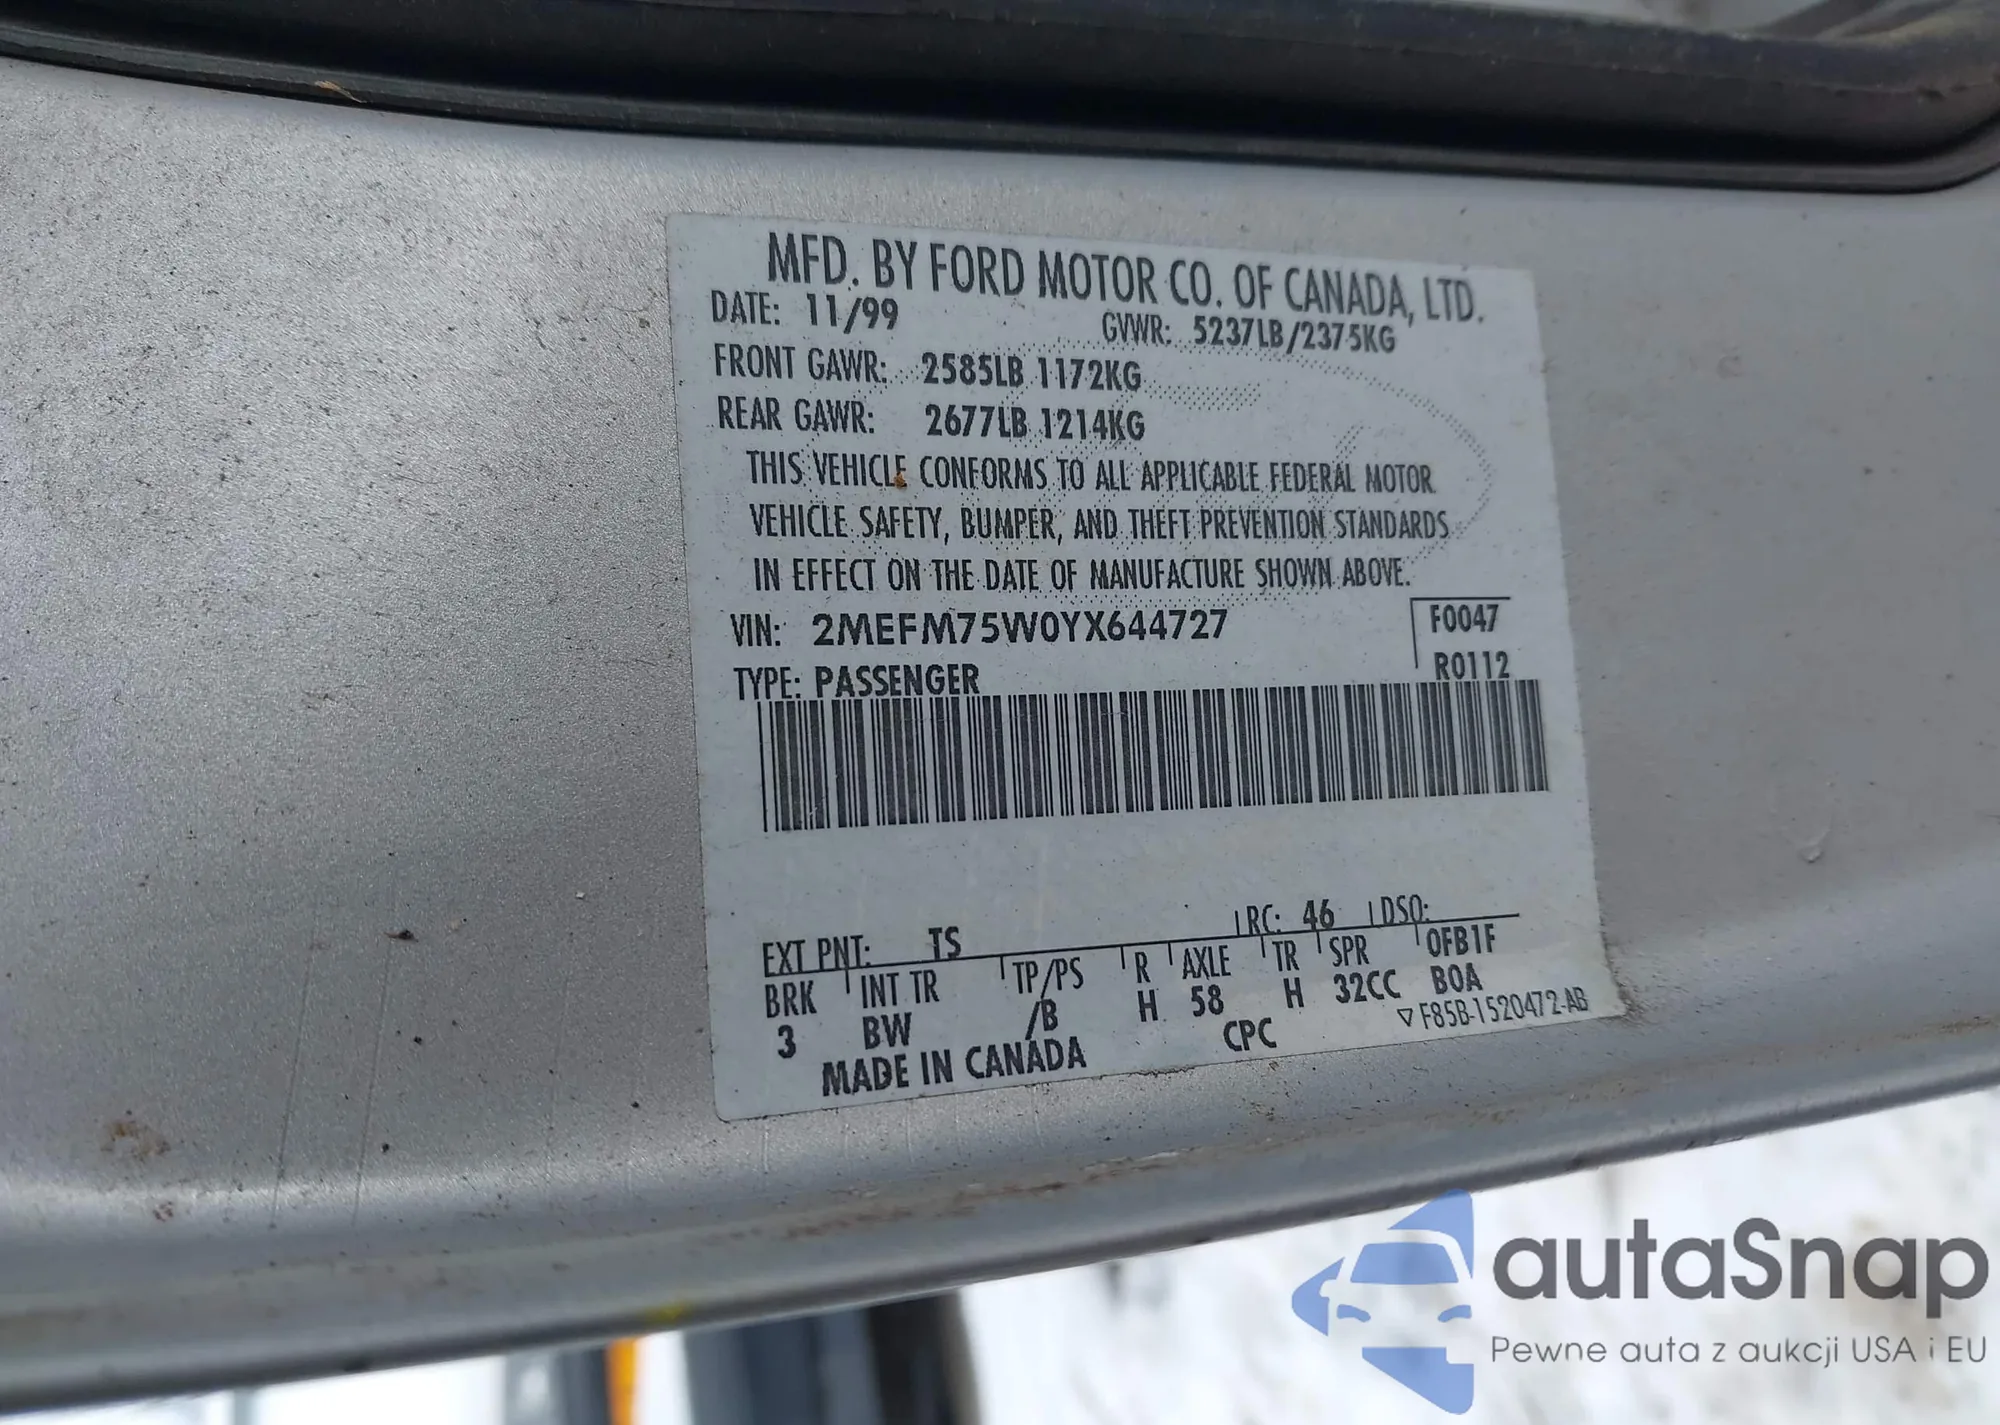 MFD. BY FORD MOTOR CO. OF CANADA, LTD.
DATE: 11/99 GVWR: 5237LB/2375KG
FRONT GAWR: 2585LB 1172KG
REAR GAWR: 2677LB 1214KG
THIS VEHICLE CONFORMS TO ALL APPLICABLE FEDERAL MOTOR
VEHICLE SAFETY, BUMPER, AND THEFT PREVENTION STANDARDS
IN EFFECT ON THE DATE OF MANUFACTURE SHOWN ABOVE.
VIN: 2MEFM75W0YX644727 F0047
TYPE: PASSENGER R0112
EXT PNT: TS RC: 46 DSO:
BRK INT TR TP/PS R AXLE TR SPR 0FB1F
3 BW /B H 58 H 32CC B0A
MADE IN CANADA CPC ▽ F85B-1520472-AB
autaSnap
Pewne auta z aukcji USA i EU